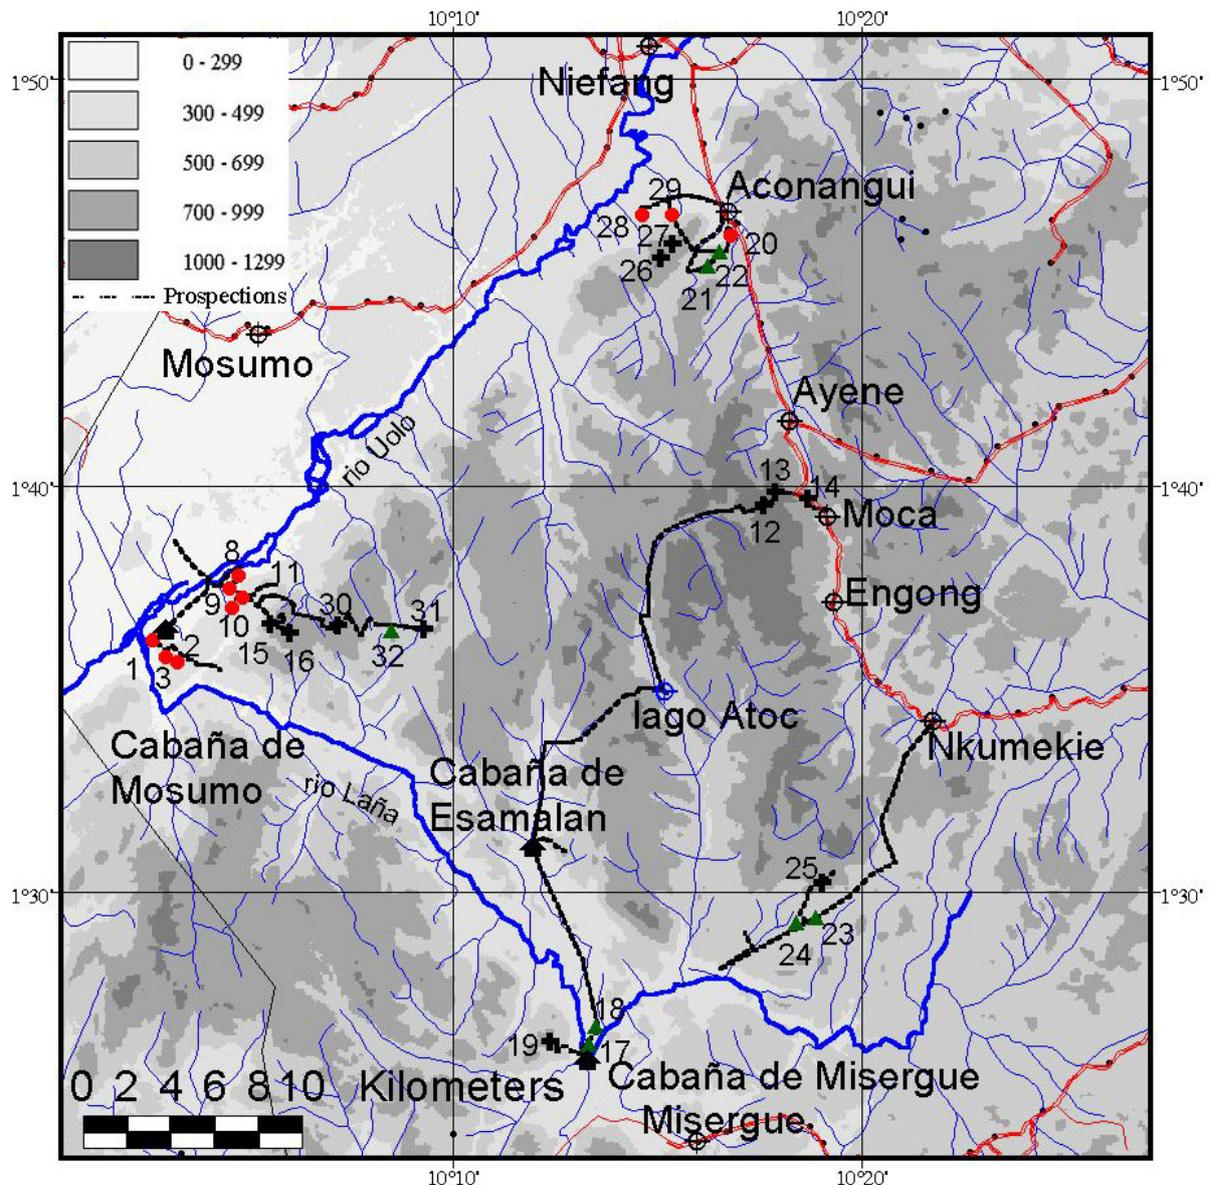 10°10' 10°20'
0 - 299
1°50' 1°50'
300 - 499
500 - 699
700 - 999
1000 - 1299
Prospections
Niefang
Aconangui
29
28 27 20
26 22
21
Mosumo
Ayene
rio Uolo
1°40' 1°40'
13 14
12 Moca
8 11
9 Engong
10 30 31
1 2 3 15 16 32
lago Atoc
Nkumekie
Cabaña de
Mosumo
rio Laña
Cabaña de
Esamalan
1°30' 1°30'
25
24 23
18
19 17
0 2 4 6 8 10 Kilometers
Cabaña de Misergue
Misergue
10°10' 10°20'